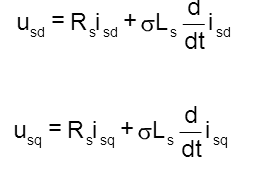 u_sd = R_s i_sd + σL_s d/dt i_sd
u_sq = R_s i_sq + σL_s d/dt i_sq